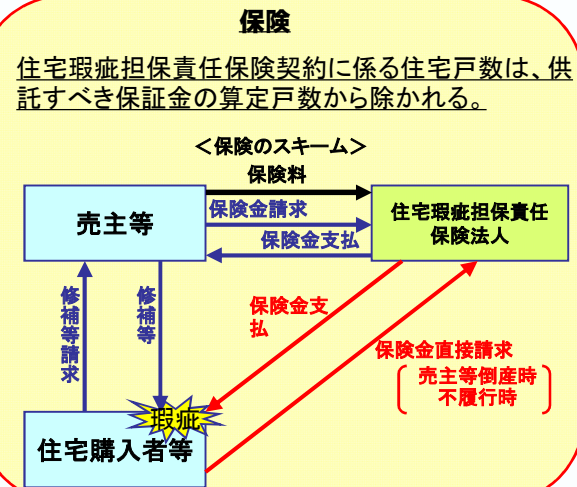 保険
住宅瑕疵担保責任保険契約に係る住宅戸数は、供
託すべき保証金の算定戸数から除かれる。
＜保険のスキーム＞
保険料
売主等
保険金請求
保険金支払
住宅瑕疵担保責任
保険法人
修補等請求
修補等
保険金支
払
保険金直接請求
売主等倒産時
不履行時
瑕疵
住宅購入者等